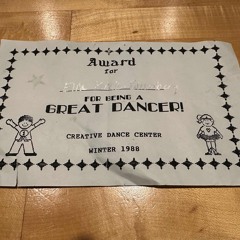 Award
for
FOR BEING A
GREAT DANCER!
CREATIVE DANCE CENTER
WINTER 1988